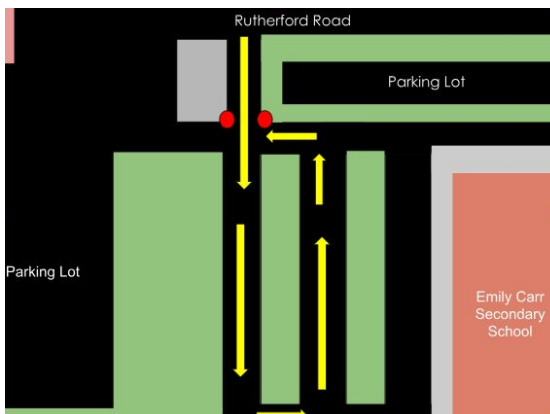 Rutherford Road
Parking Lot
Parking Lot
Emily Carr
Secondary
School